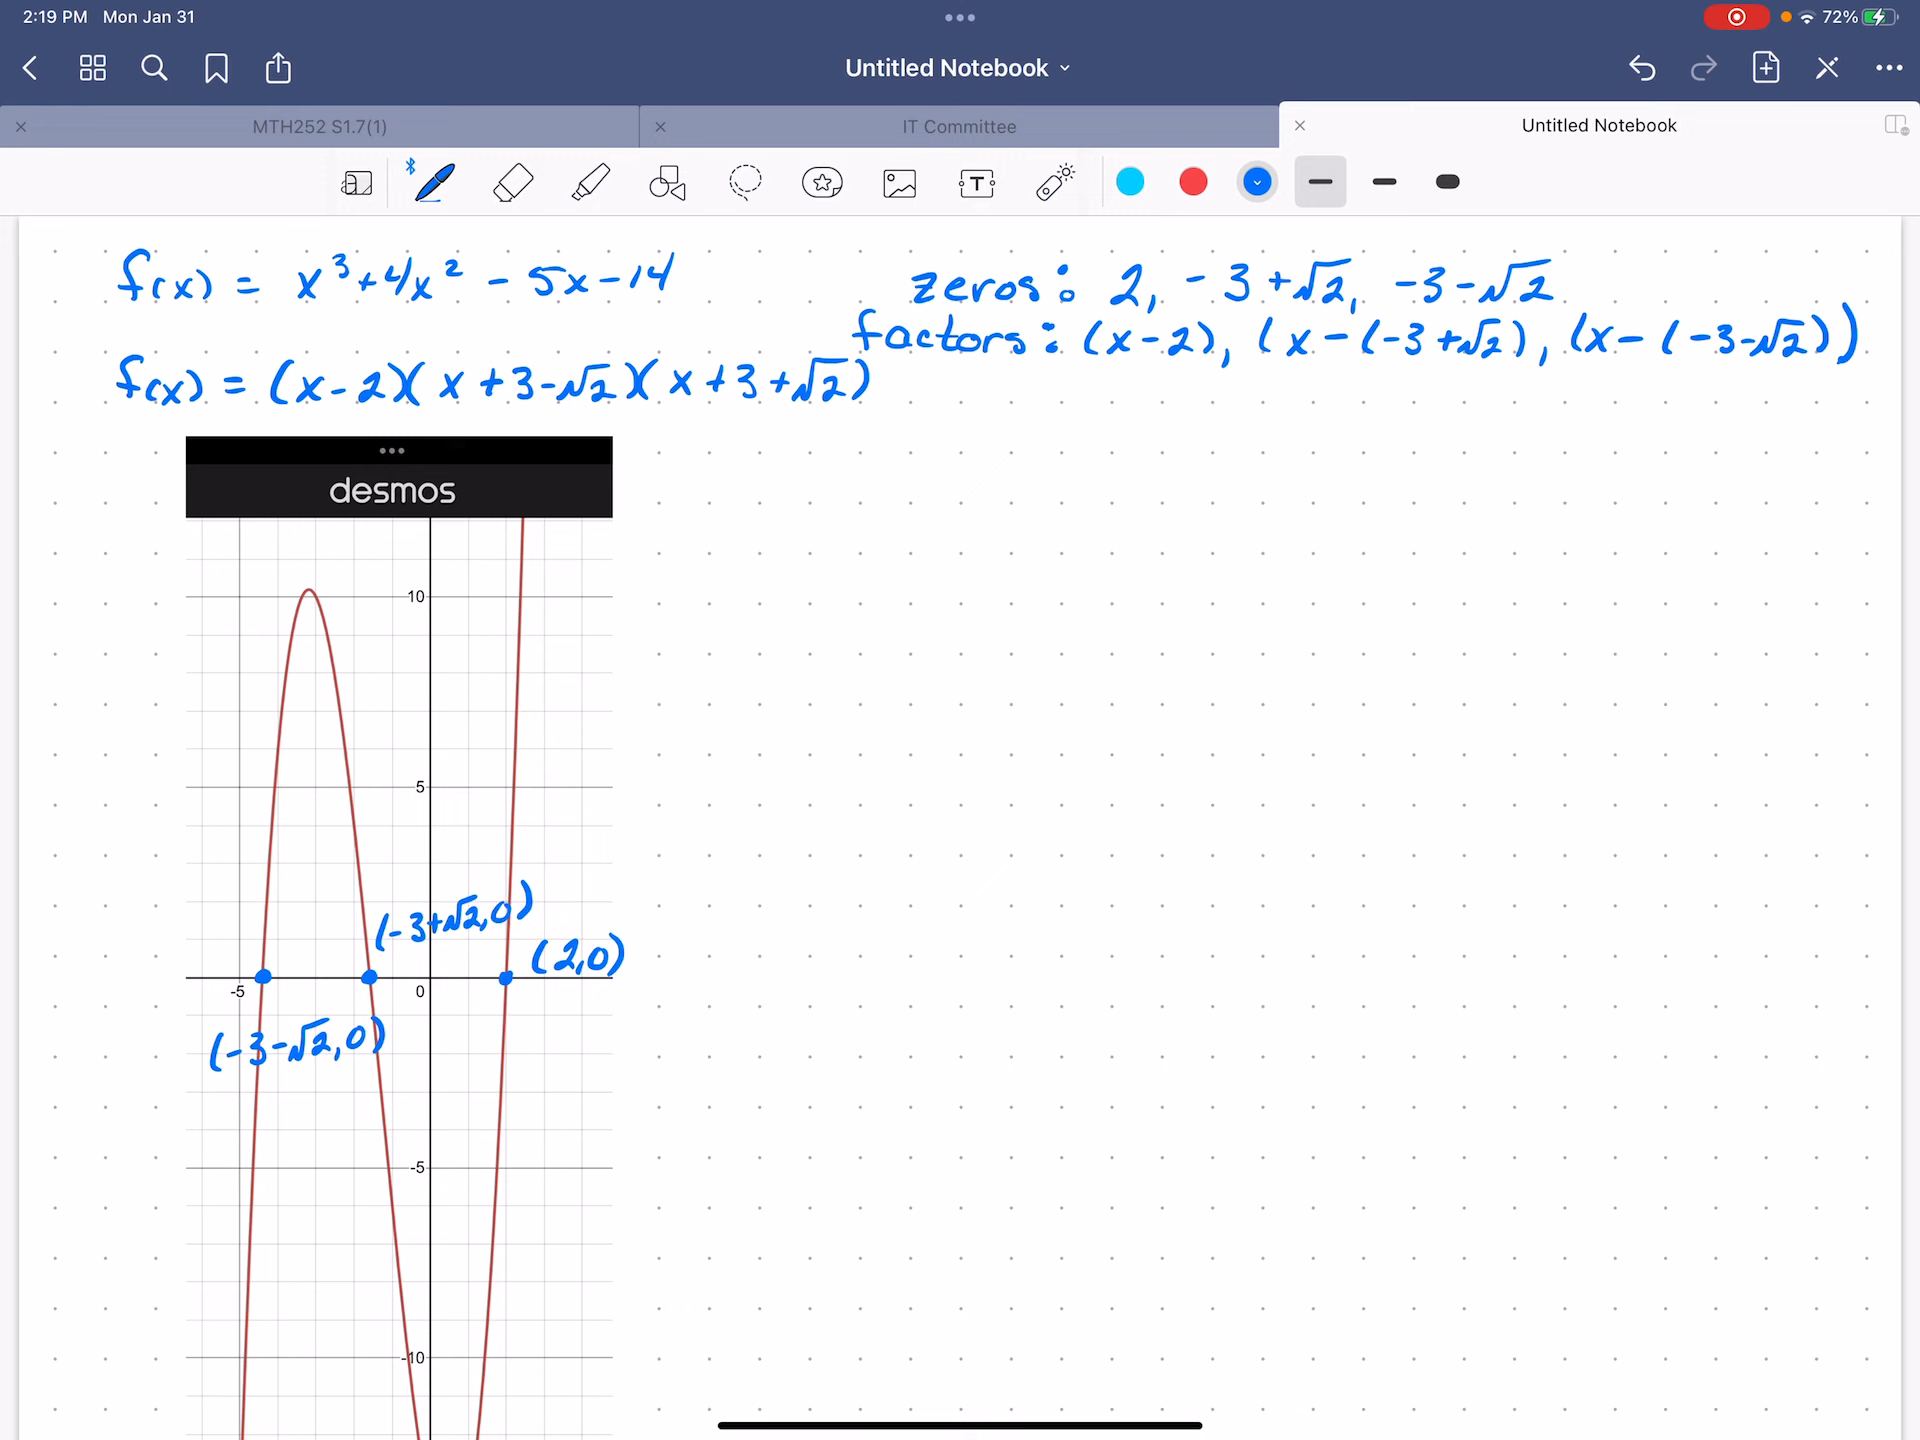 2:19 PM Mon Jan 31
72%
Untitled Notebook
MTH252 S1.7(1)
IT Committee
Untitled Notebook
T
f(x) = x³+4x² - 5x-14
zeros: 2, -3+√2, -3-√2
factors: (x-2), (x-(-3+√2), (x-(-3-√2))
f(x) = (x-2)(x+3-√2)(x+3+√2)
desmos
10
5
(-3+√2,0)
(2,0)
-5
0
(-3-√2,0)
-5
-10